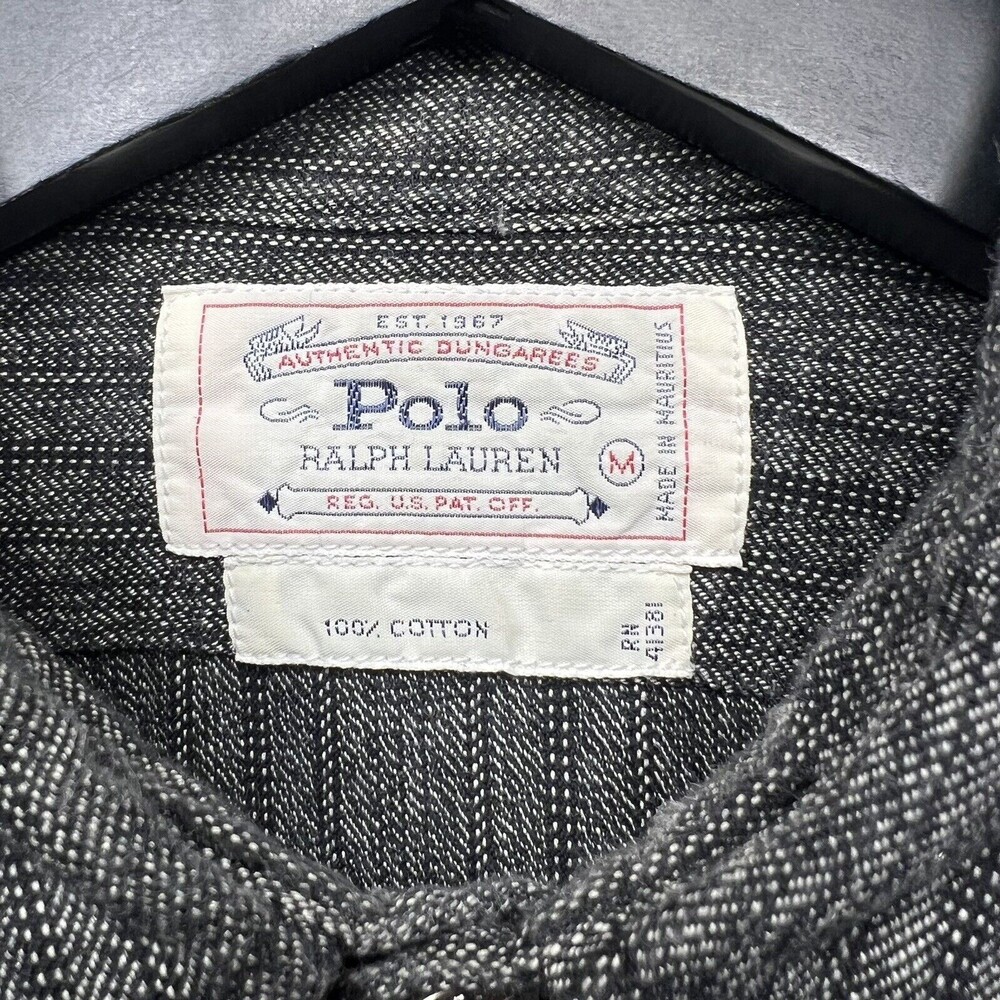 EST. 1967
AUTHENTIC DUNGAREES
Polo
RALPH LAUREN
M
REG. U.S. PAT. OFF.
MADE IN MAURITIUS
100% COTTON
RN
41381